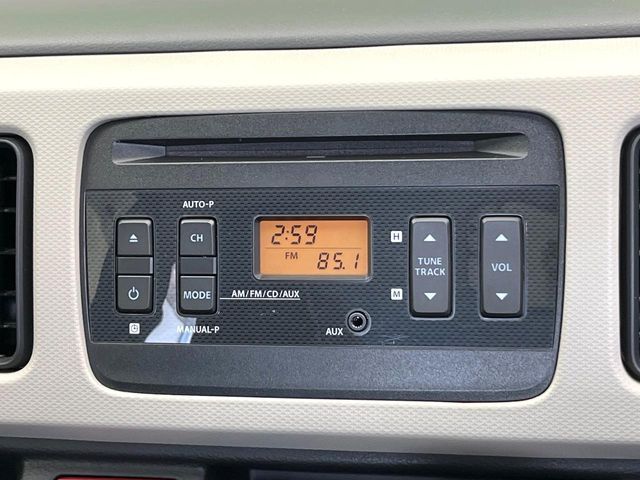 AUTO-P
CH
MODE
MANUAL-P
2:59
FM
85.1
AM/FM/CD/AUX
AUX
H
M
TUNE
TRACK
VOL